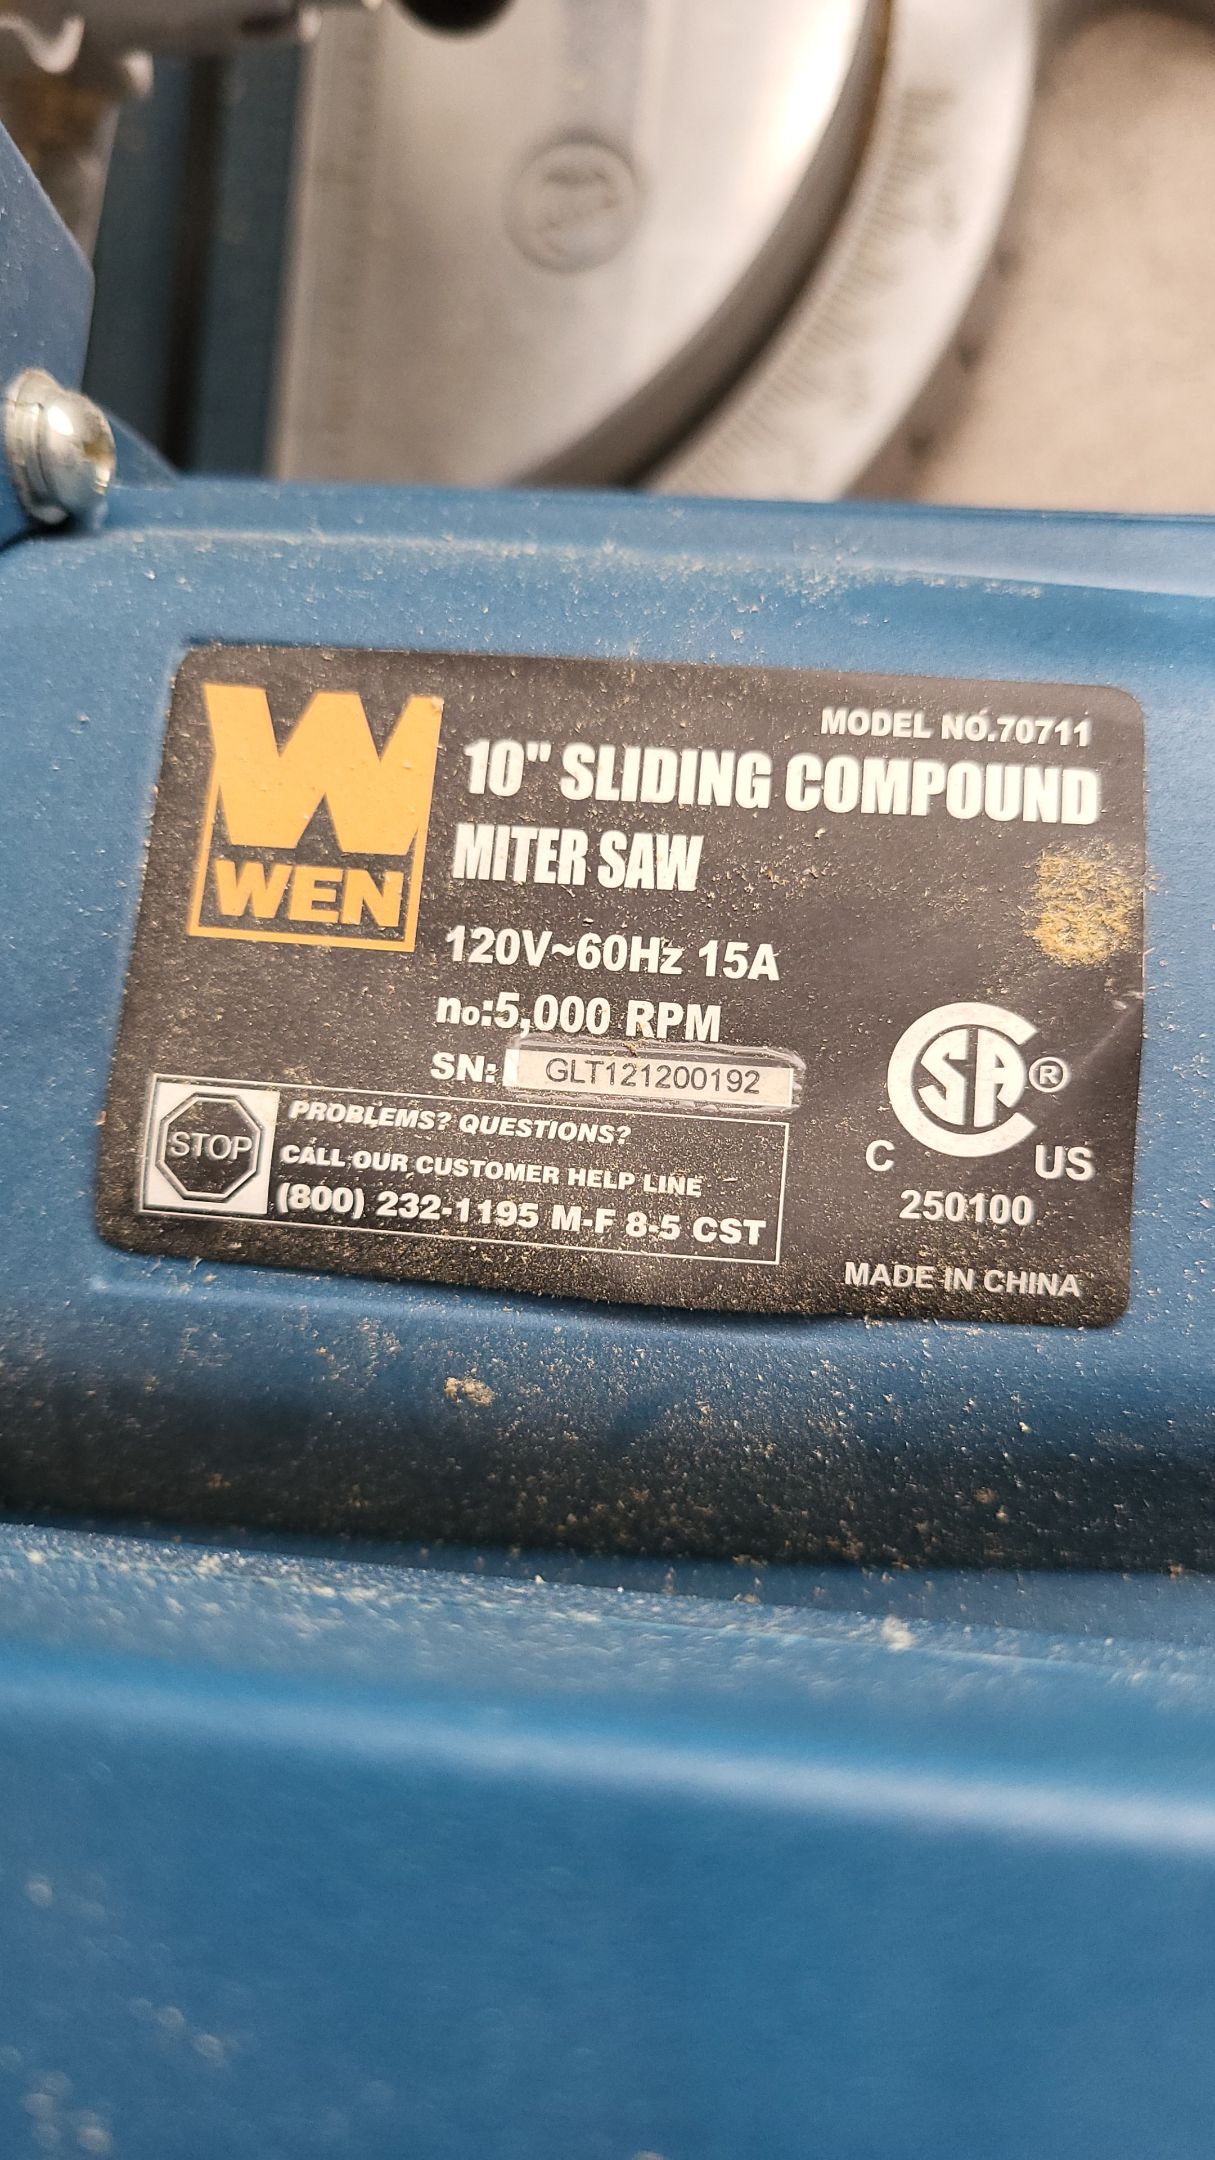 MODEL NO.70711
10" SLIDING COMPOUND
MITER SAW
WEN
120V~60Hz 15A
no:5,000 RPM
SN: GLT121200192
STOP
PROBLEMS? QUESTIONS?
CALL OUR CUSTOMER HELP LINE
(800) 232-1195 M-F 8-5 CST
CSA®
C US
250100
MADE IN CHINA